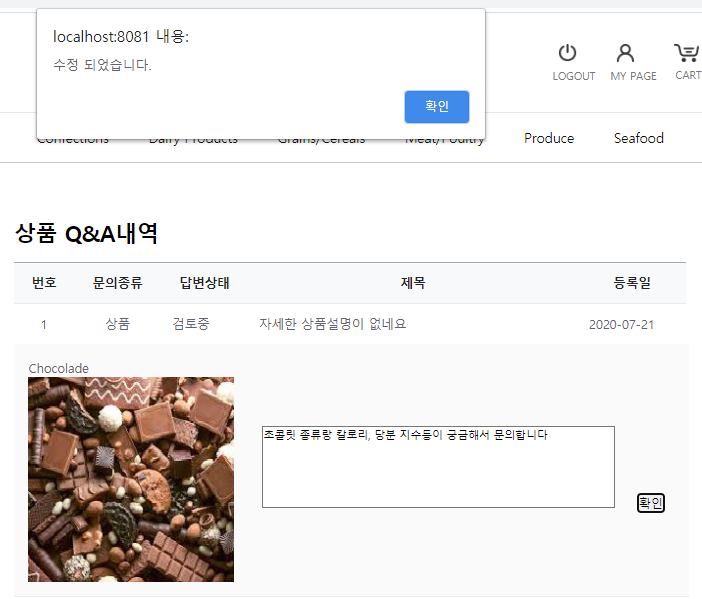 localhost:8081 내용:
수정 되었습니다.
확인
LOGOUT MY PAGE CART
Confections Dairy Products Grains/Cereals Meat/Poultry Produce Seafood
상품 Q&A내역
번호 문의종류 답변상태 제목 등록일
1 상품 검토중 자세한 상품설명이 없네요 2020-07-21
Chocolade
초콜릿 종류랑 칼로리, 당분 지수등이 궁금해서 문의합니다
확인